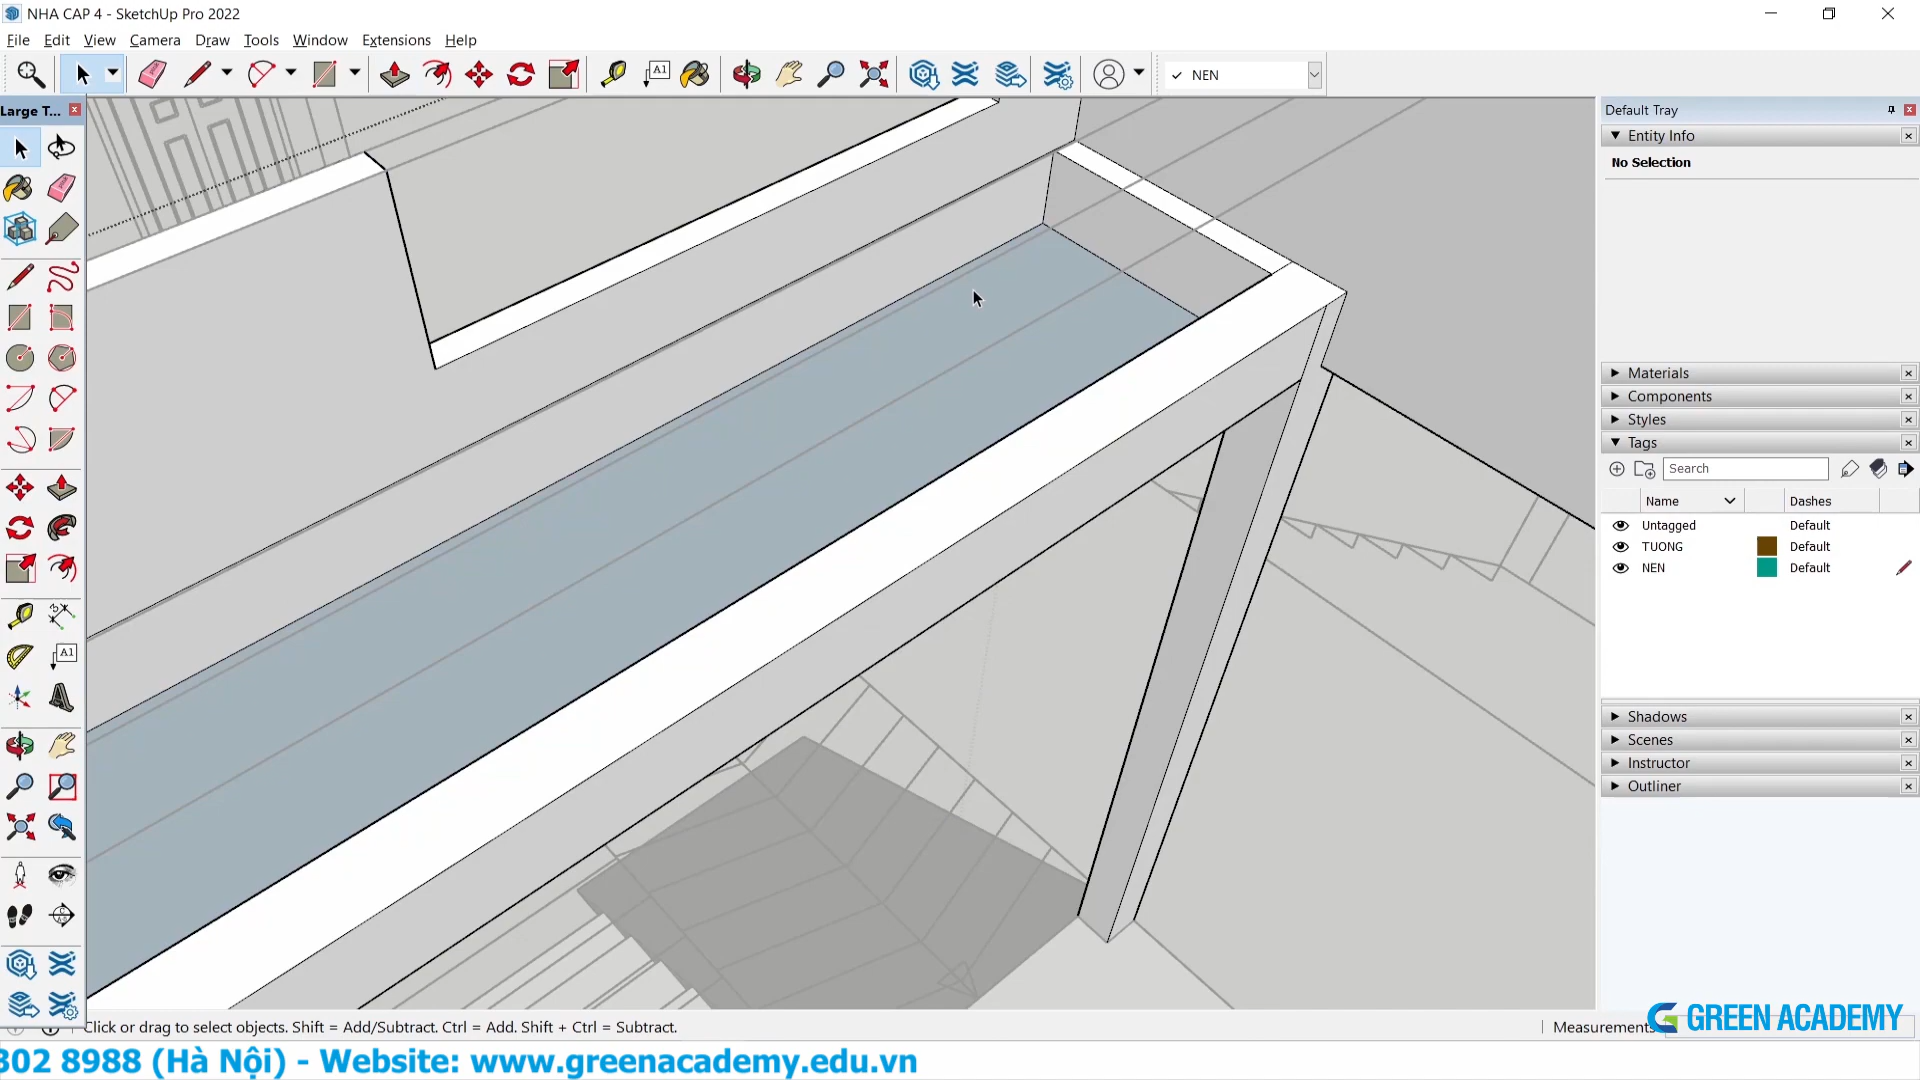 NHA CAP 4 - SketchUp Pro 2022
File Edit View Camera Draw Tools Window Extensions Help
A1
NEN
Large T...
Default Tray
Entity Info
No Selection
Materials
Components
Styles
Tags
Search
Name Dashes
Untagged Default
TUONG Default
NEN Default
A1
Shadows
Scenes
Instructor
Outliner
Click or drag to select objects. Shift = Add/Subtract. Ctrl = Add. Shift + Ctrl = Subtract.
Measurements
GREEN ACADEMY
302 8988 (Hà Nội) - Website: www.greenacademy.edu.vn